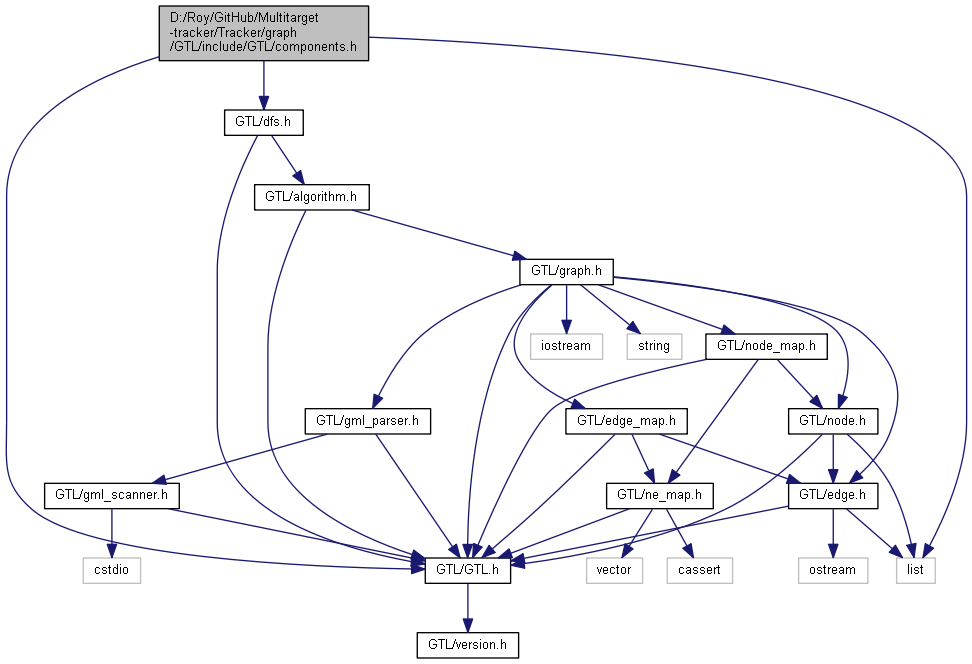 D:/Roy/GitHub/Multitarget
-tracker/Tracker/graph
/GTL/include/GTL/components.h
GTL/dfs.h
GTL/algorithm.h
GTL/graph.h
iostream
string
GTL/node_map.h
GTL/gml_parser.h
GTL/edge_map.h
GTL/node.h
GTL/gml_scanner.h
GTL/ne_map.h
GTL/edge.h
cstdio
GTL/GTL.h
vector
cassert
ostream
list
GTL/version.h